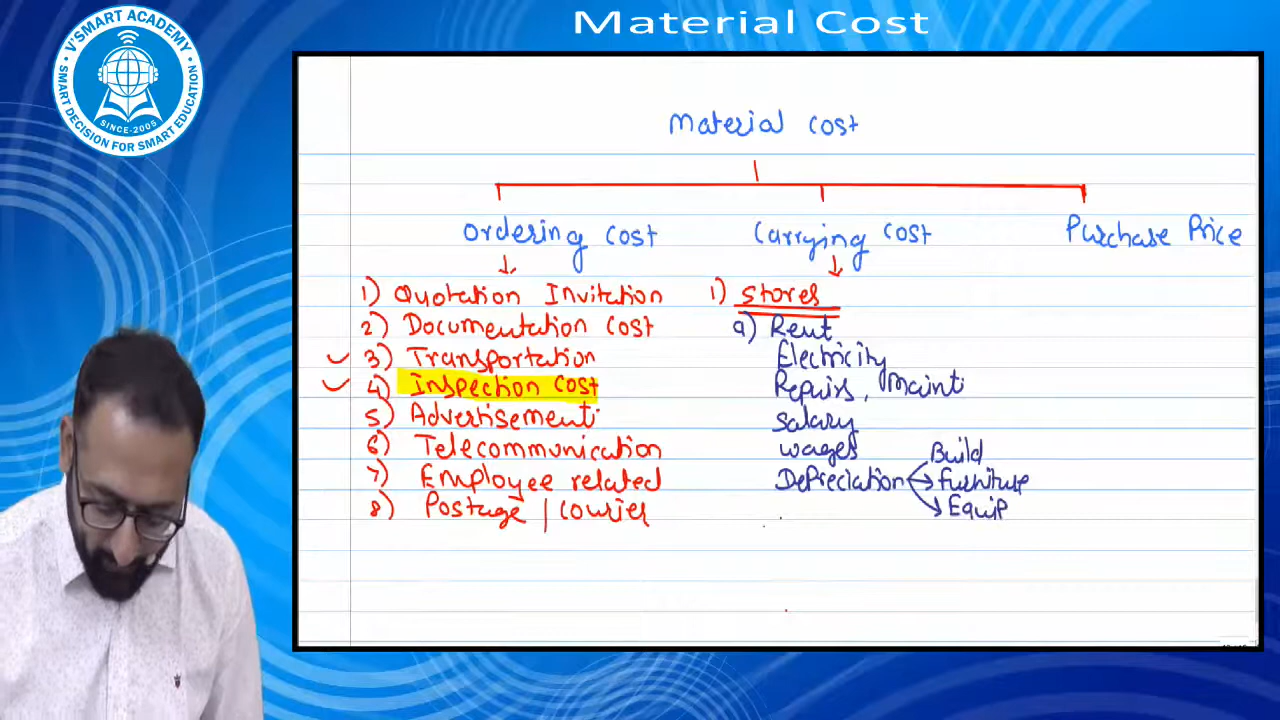 Material Cost
V'SMART ACADEMY
SINCE-2005
SMART DECISION FOR SMART EDUCATION
Material cost
Ordering cost
Carrying cost
Purchase Price
1) Quotation Invitation
2) Documentation cost
3) Transportation
4) Inspection cost
5) Advertisement
6) Telecommunication
7) Employee related
8) Postage / courier
1) stores
a) Rent
Electricity
Repairs, Maint
salary
wages
Depreciation
Build
Furniture
Equip